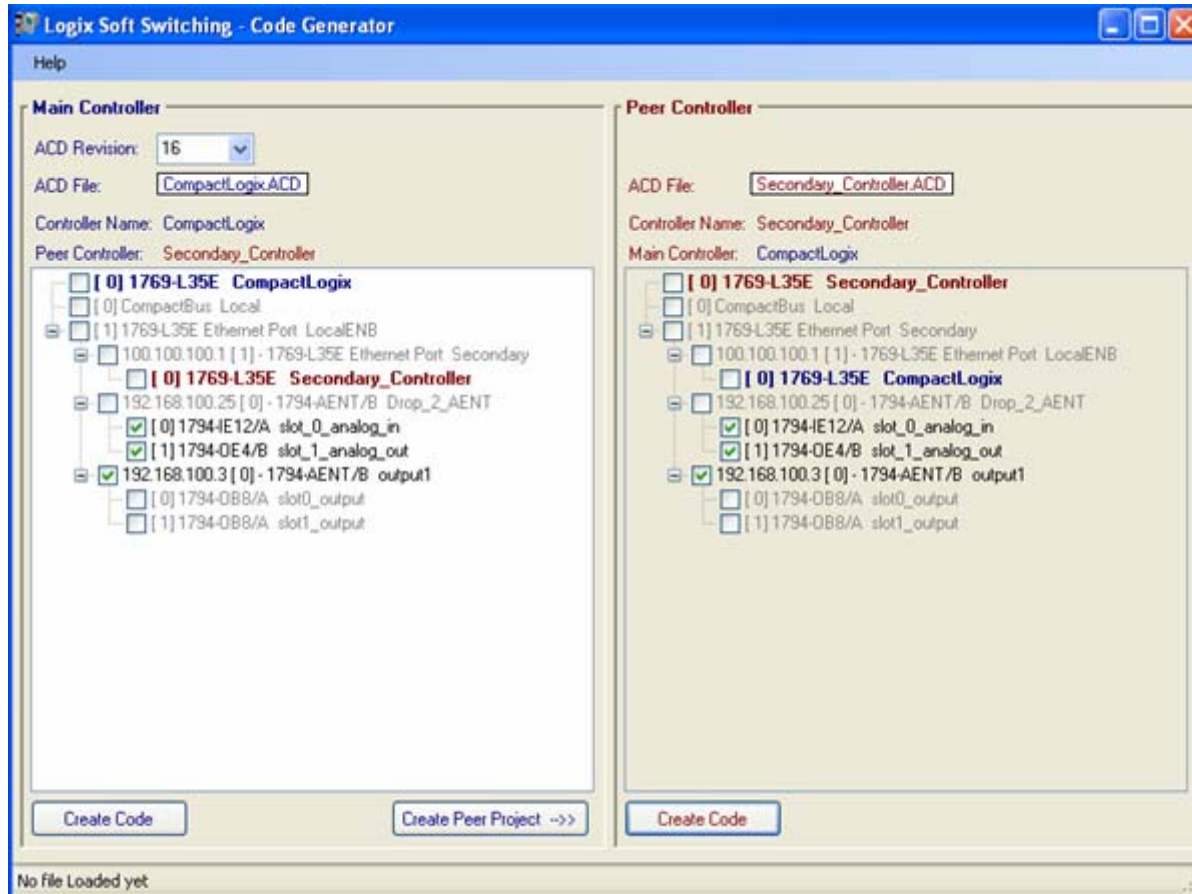 Logix Soft Switching - Code Generator
Help
Main Controller
ACD Revision: 16
ACD File: CompactLogix.ACD
Controller Name: CompactLogix
Peer Controller: Secondary_Controller
[ 0] 1769-L35E CompactLogix
[ 0] CompactBus Local
[ 1] 1769-L35E Ethernet Port LocalENB
100.100.100.1 [ 1] - 1769-L35E Ethernet Port Secondary
[ 0] 1769-L35E Secondary_Controller
192.168.100.25 [ 0] - 1794-AENT/B Drop_2_AENT
[ 0] 1794-IE12/A slot_0_analog_in
[ 1] 1794-OE4/B slot_1_analog_out
192.168.100.3 [ 0] - 1794-AENT/B output1
[ 0] 1794-OB8/A slot0_output
[ 1] 1794-OB8/A slot1_output
Create Code
Create Peer Project -->>
Peer Controller
ACD File: Secondary_Controller.ACD
Controller Name: Secondary_Controller
Main Controller: CompactLogix
[ 0] 1769-L35E Secondary_Controller
[ 0] CompactBus Local
[ 1] 1769-L35E Ethernet Port Secondary
100.100.100.1 [ 1] - 1769-L35E Ethernet Port LocalENB
[ 0] 1769-L35E CompactLogix
192.168.100.25 [ 0] - 1794-AENT/B Drop_2_AENT
[ 0] 1794-IE12/A slot_0_analog_in
[ 1] 1794-OE4/B slot_1_analog_out
192.168.100.3 [ 0] - 1794-AENT/B output1
[ 0] 1794-OB8/A slot0_output
[ 1] 1794-OB8/A slot1_output
Create Code
No file Loaded yet